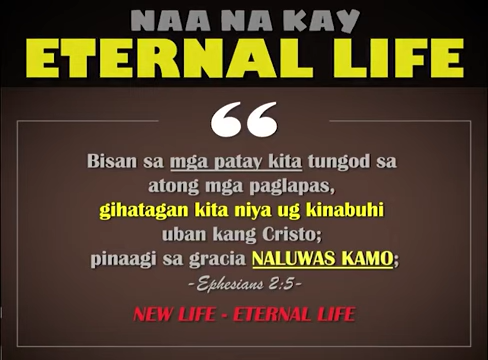 NAA NA KAY
ETERNAL LIFE
“
Bisan sa mga patay kita tungod sa
atong mga paglapas,
gihatagan kita niya ug kinabuhi
uban kang Cristo;
pinaagi sa gracia NALUWAS KAMO;
-Ephesians 2:5-
NEW LIFE - ETERNAL LIFE